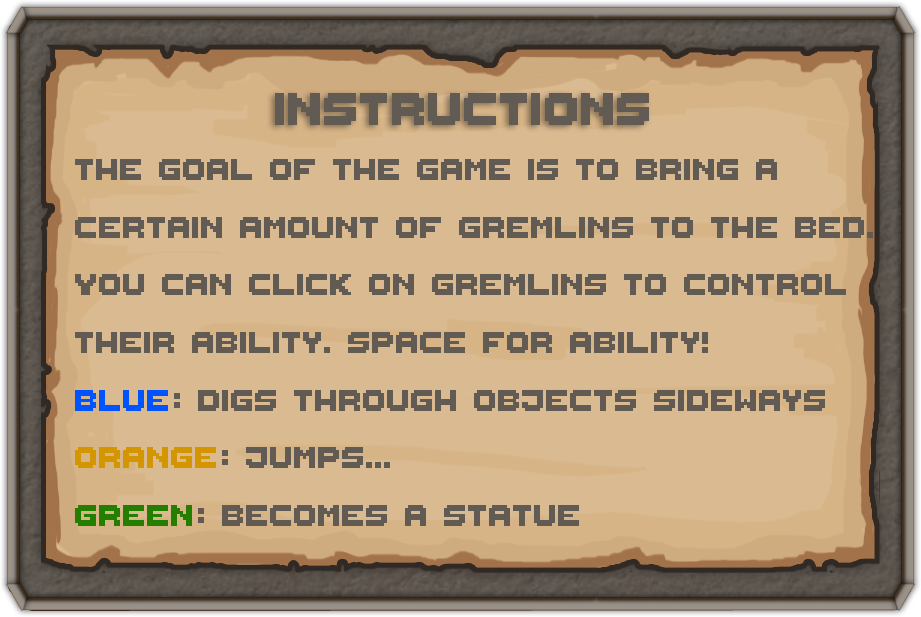 INSTRUCTIONS
THE GOAL OF THE GAME IS TO BRING A
CERTAIN AMOUNT OF GREMLINS TO THE BED.
YOU CAN CLICK ON GREMLINS TO CONTROL
THEIR ABILITY. SPACE FOR ABILITY!
BLUE: DIGS THROUGH OBJECTS SIDEWAYS
ORANGE: JUMPS...
GREEN: BECOMES A STATUE